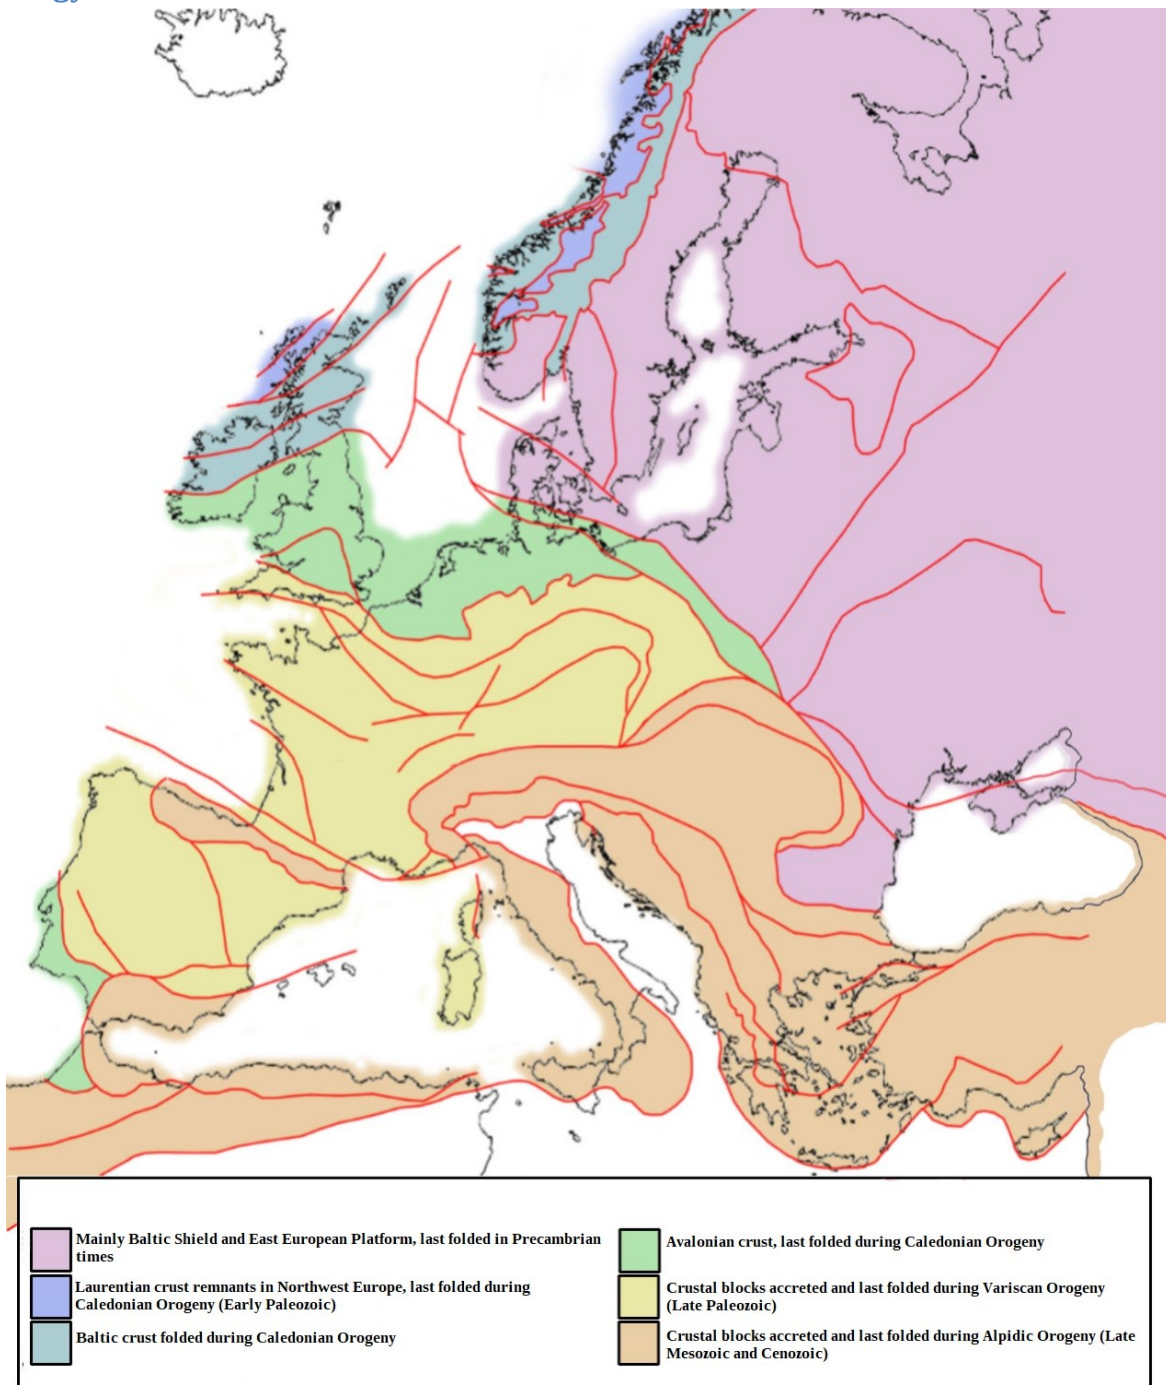 Mainly Baltic Shield and East European Platform, last folded in Precambrian
times
Laurentian crust remnants in Northwest Europe, last folded during
Caledonian Orogeny (Early Paleozoic)
Baltic crust folded during Caledonian Orogeny
Avalonian crust, last folded during Caledonian Orogeny
Crustal blocks accreted and last folded during Variscan Orogeny
(Late Paleozoic)
Crustal blocks accreted and last folded during Alpidic Orogeny (Late
Mesozoic and Cenozoic)